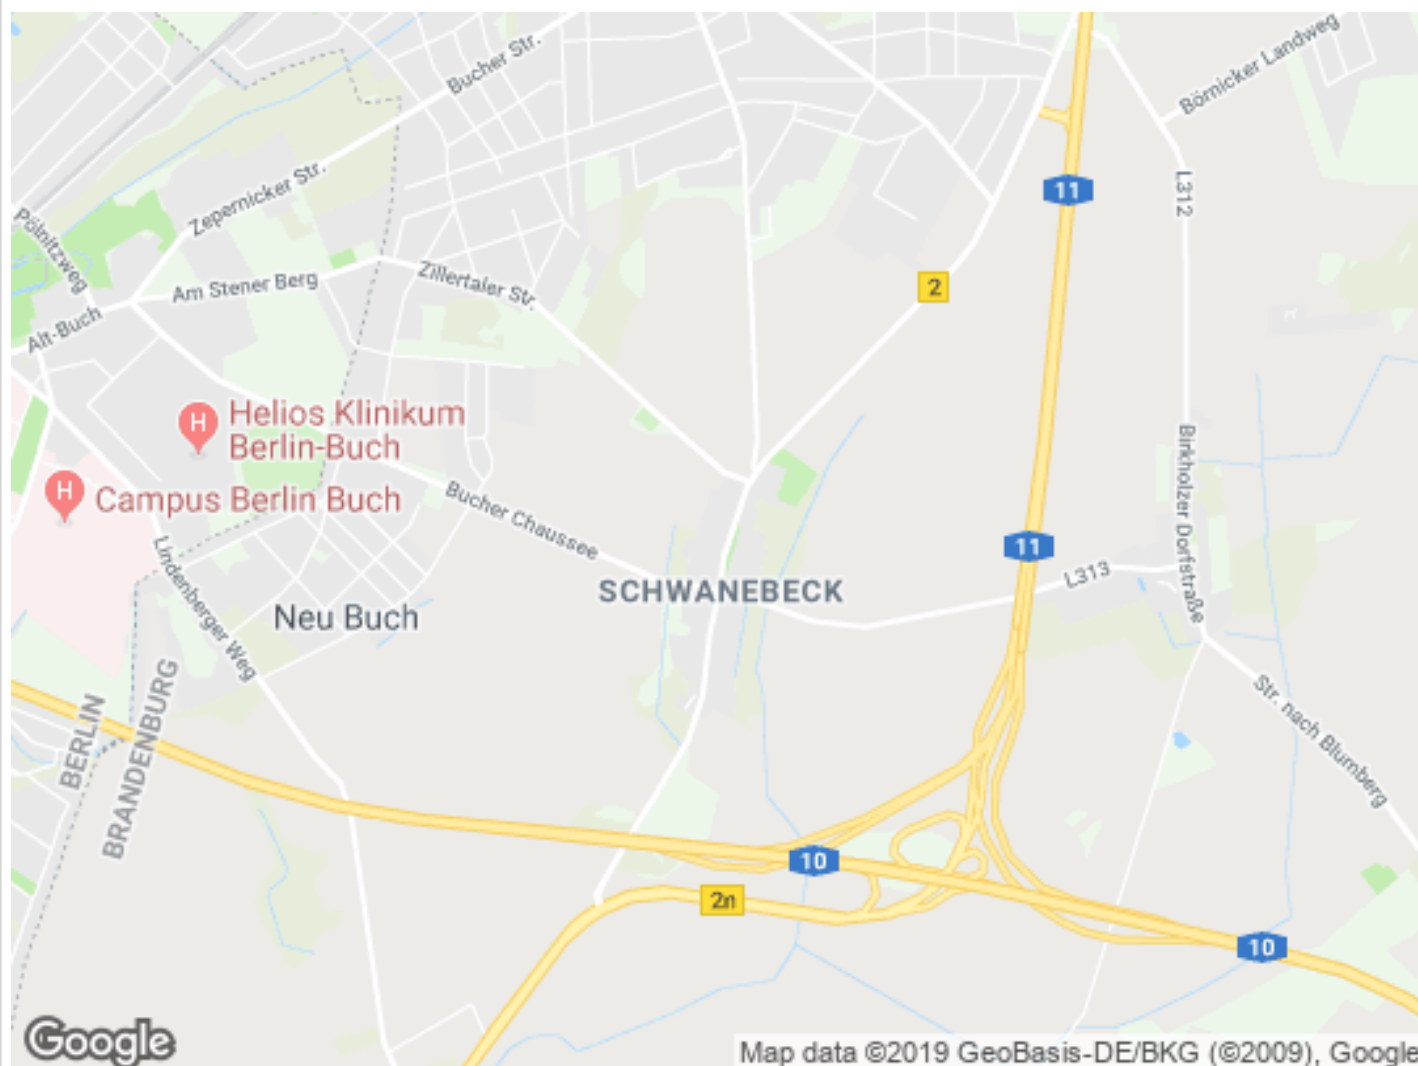 Bucher Str.
Börnicker Landweg
Zepernicker Str.
11
L312
Pölnitzweg
Am Stener Berg
Zillertaler Str.
2
Alt-Buch
H
Helios Klinikum
Berlin-Buch
H
Campus Berlin Buch
Bucher Chaussee
Birkholzer Dorfstraße
11
L313
Lindenberger Weg
SCHWANEBECK
Neu Buch
BERLIN
BRANDENBURG
Str. nach Blumberg
10
2n
10
Google
Map data ©2019 GeoBasis-DE/BKG (©2009), Google